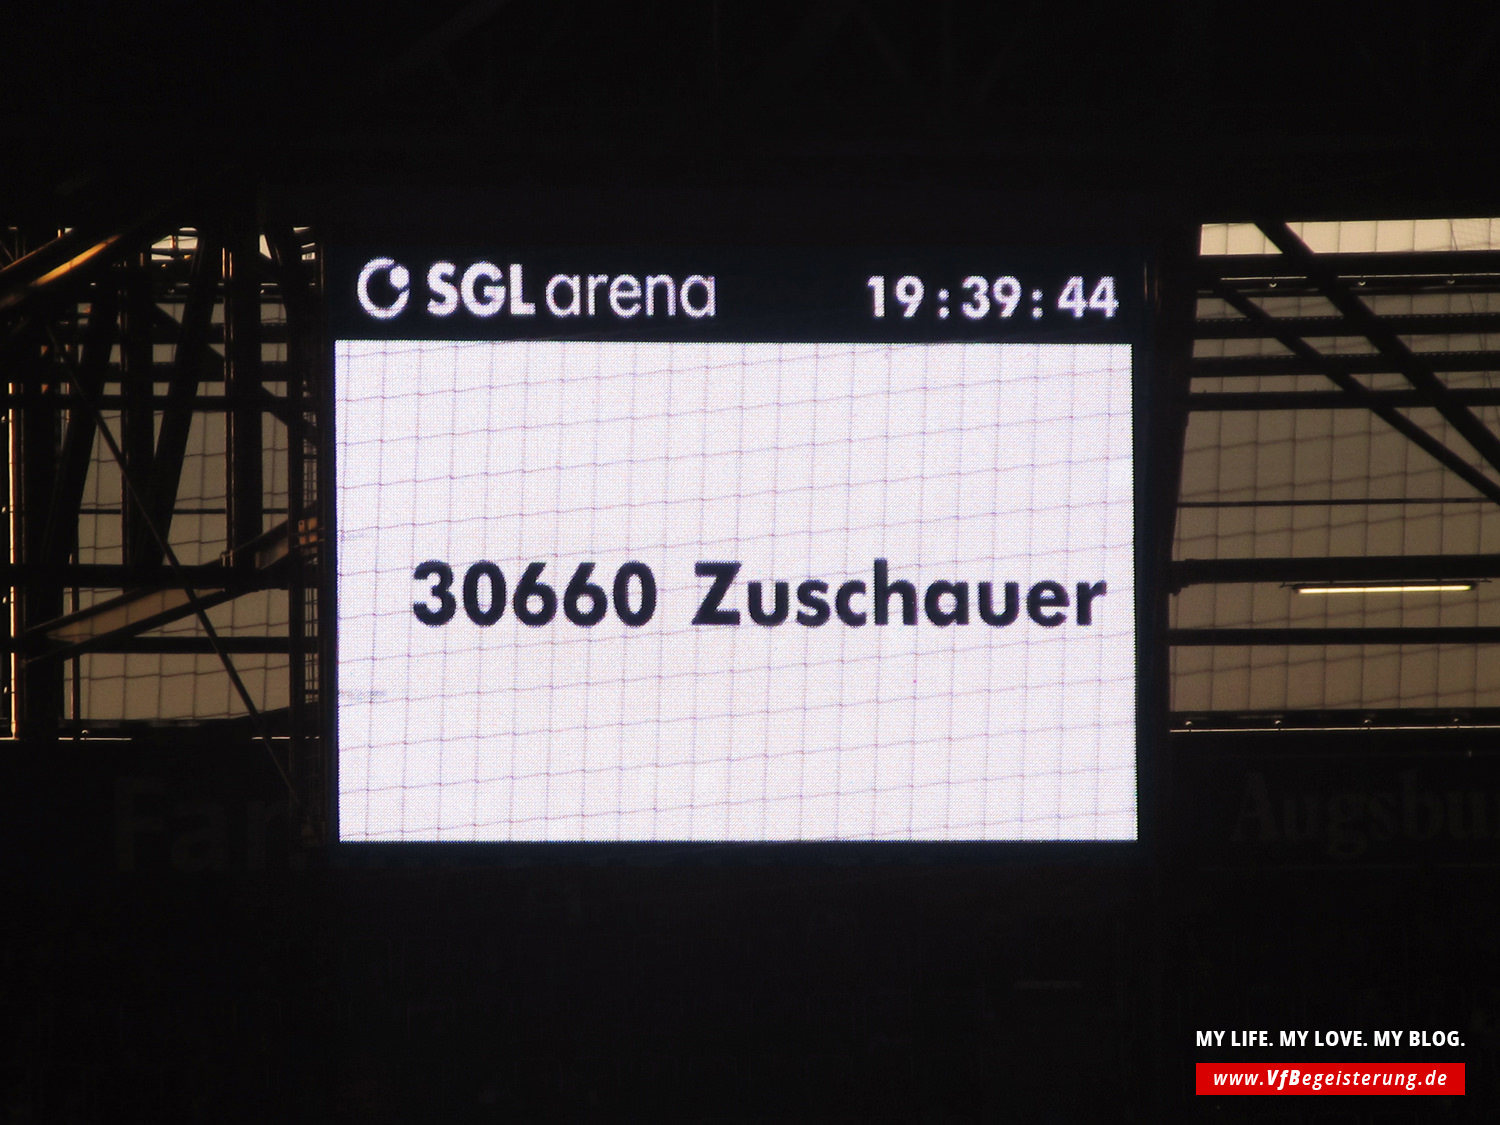 SGL arena 19:39:44
30660 Zuschauer
MY LIFE. MY LOVE. MY BLOG.
www.VfBegeisterung.de